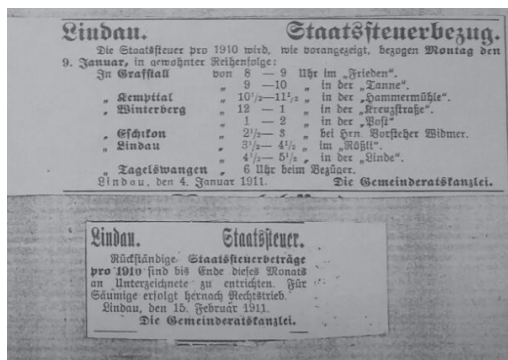 Lindau. Staatssteuerbezug.
Die Staatssteuer pro 1910 wird, wie vorangezeigt, bezogen Montag den
9. Januar, in gewohnter Reihenfolge:
In Grafstall von 8 — 9 Uhr im „Frieden“.
„ 9 —10 „ in der „Tanne“.
„ Kempttal „ 10½—11½ „ in der „Hammermühle“.
„ Winterberg „ 12 — 1 „ in der „Kreuzstraße“.
„ 1 — 2 „ in der „Post“
„ Eschikon „ 2½— 3 „ bei Hrn. Vorsteher Widmer.
„ Lindau „ 3½— 4½ „ im „Rößli“.
„ 4½— 5½ „ in der „Linde“.
„ Tagelswangen „ 6 Uhr beim Bezüger.
Lindau, den 4. Januar 1911. Die Gemeinderatskanzlei.
Lindau. Staatssteuer.
Rückständige Staatssteuerbeträge
pro 1910 sind bis Ende dieses Monats
an Unterzeichnete zu entrichten. Für
Säumige erfolgt hernach Rechtstrieb.
Lindau, den 15. Februar 1911.
Die Gemeinderatskanzlei.